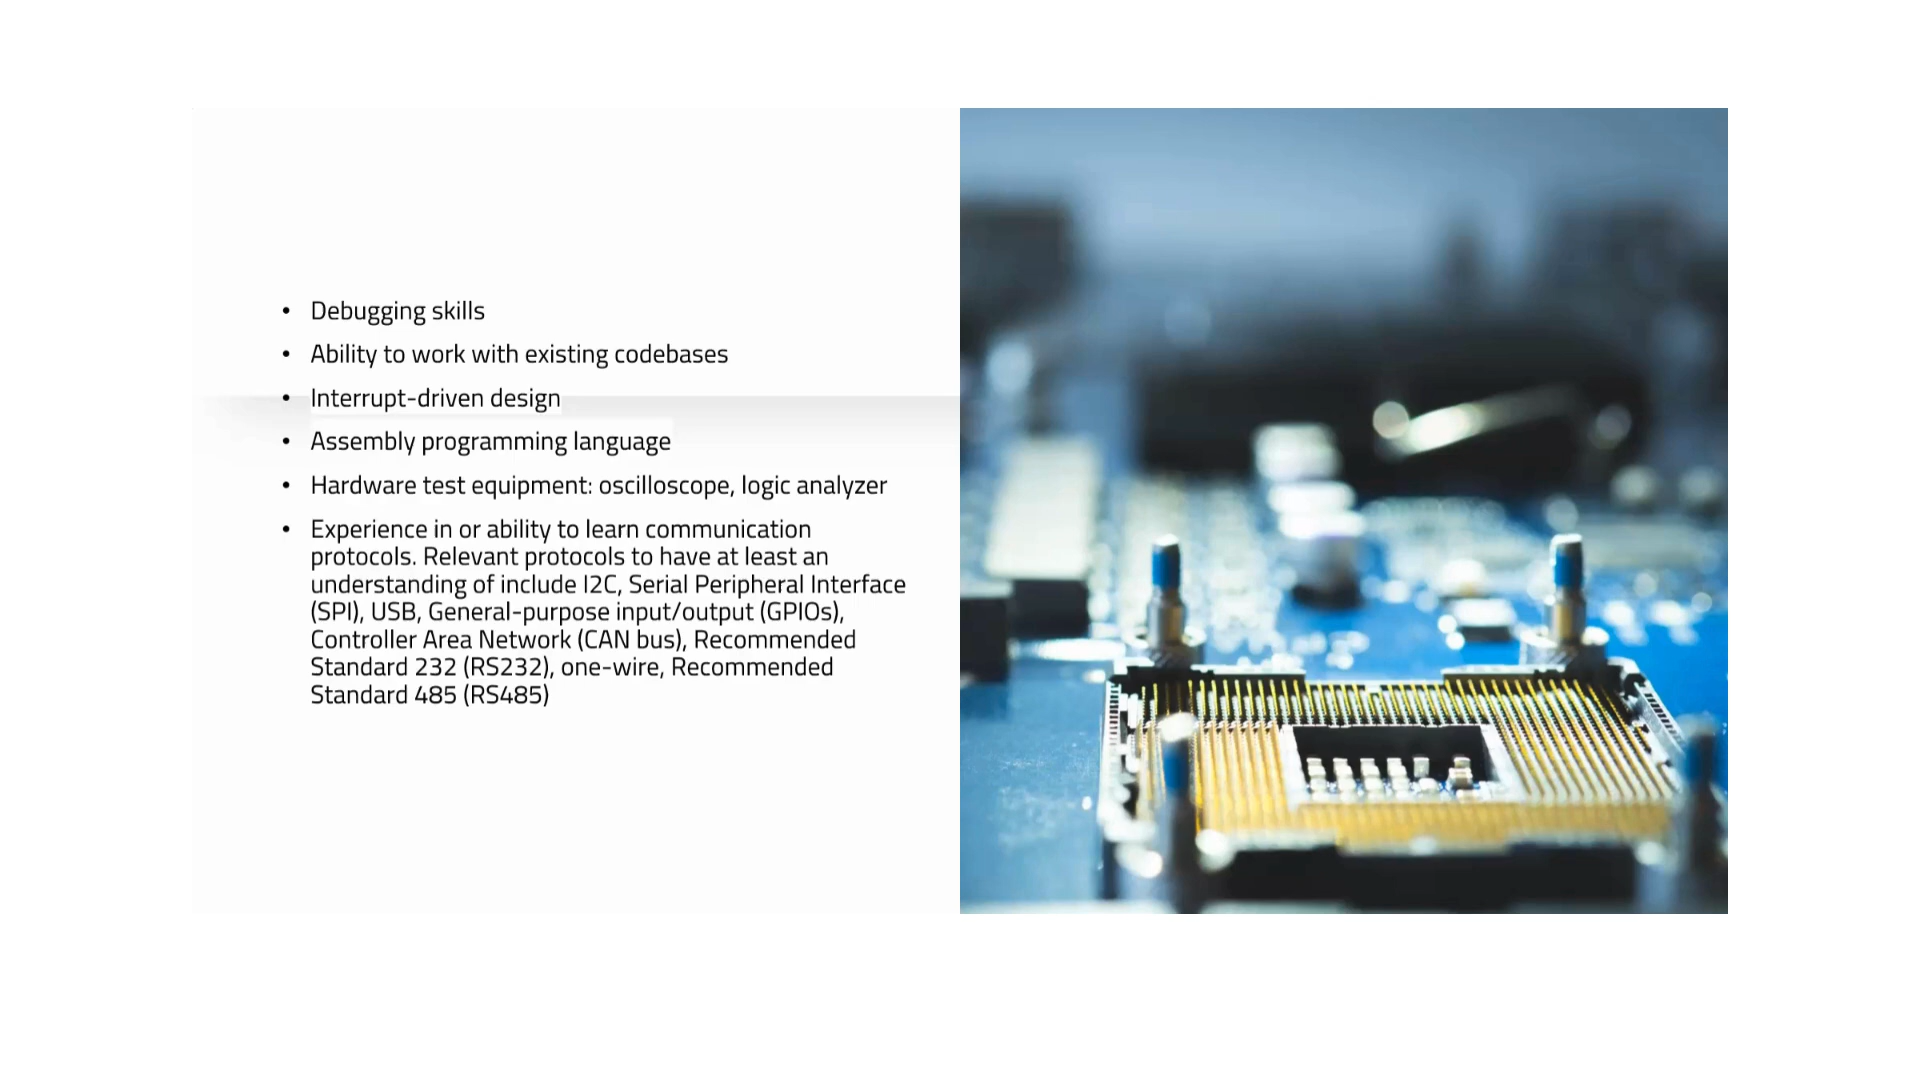 • Debugging skills
• Ability to work with existing codebases
• Interrupt-driven design
• Assembly programming language
• Hardware test equipment: oscilloscope, logic analyzer
• Experience in or ability to learn communication
protocols. Relevant protocols to have at least an
understanding of include I2C, Serial Peripheral Interface
(SPI), USB, General-purpose input/output (GPIOs),
Controller Area Network (CAN bus), Recommended
Standard 232 (RS232), one-wire, Recommended
Standard 485 (RS485)